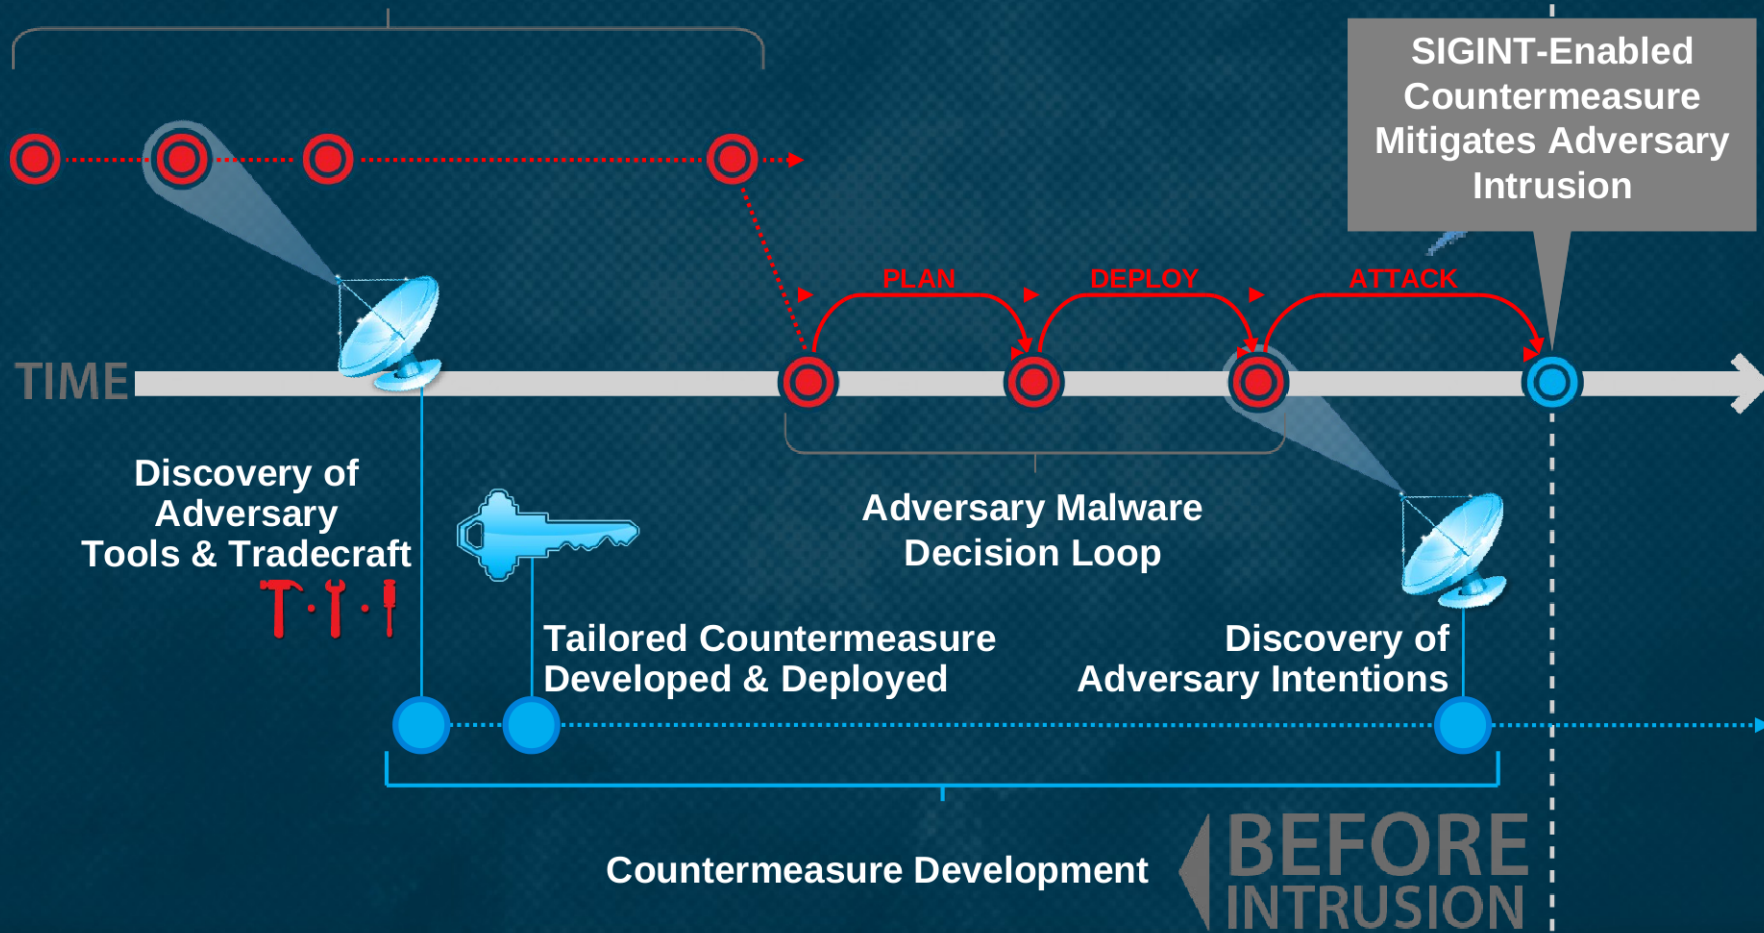 SIGINT-Enabled
Countermeasure
Mitigates Adversary
Intrusion
PLAN
DEPLOY
ATTACK
TIME
Discovery of
Adversary
Tools & Tradecraft
Adversary Malware
Decision Loop
Tailored Countermeasure
Developed & Deployed
Discovery of
Adversary Intentions
Countermeasure Development
BEFORE
INTRUSION